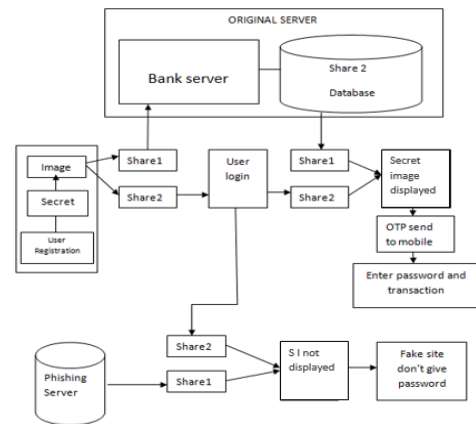 ORIGINAL SERVER
Bank server
Share 2
Database
Image
Secret
User
Registration
Share1
Share2
User
login
Share1
Share2
Secret
image
displayed
OTP send
to mobile
Enter password and
transaction
Phishing
Server
Share2
Share1
S I not
displayed
Fake site
don't give
password